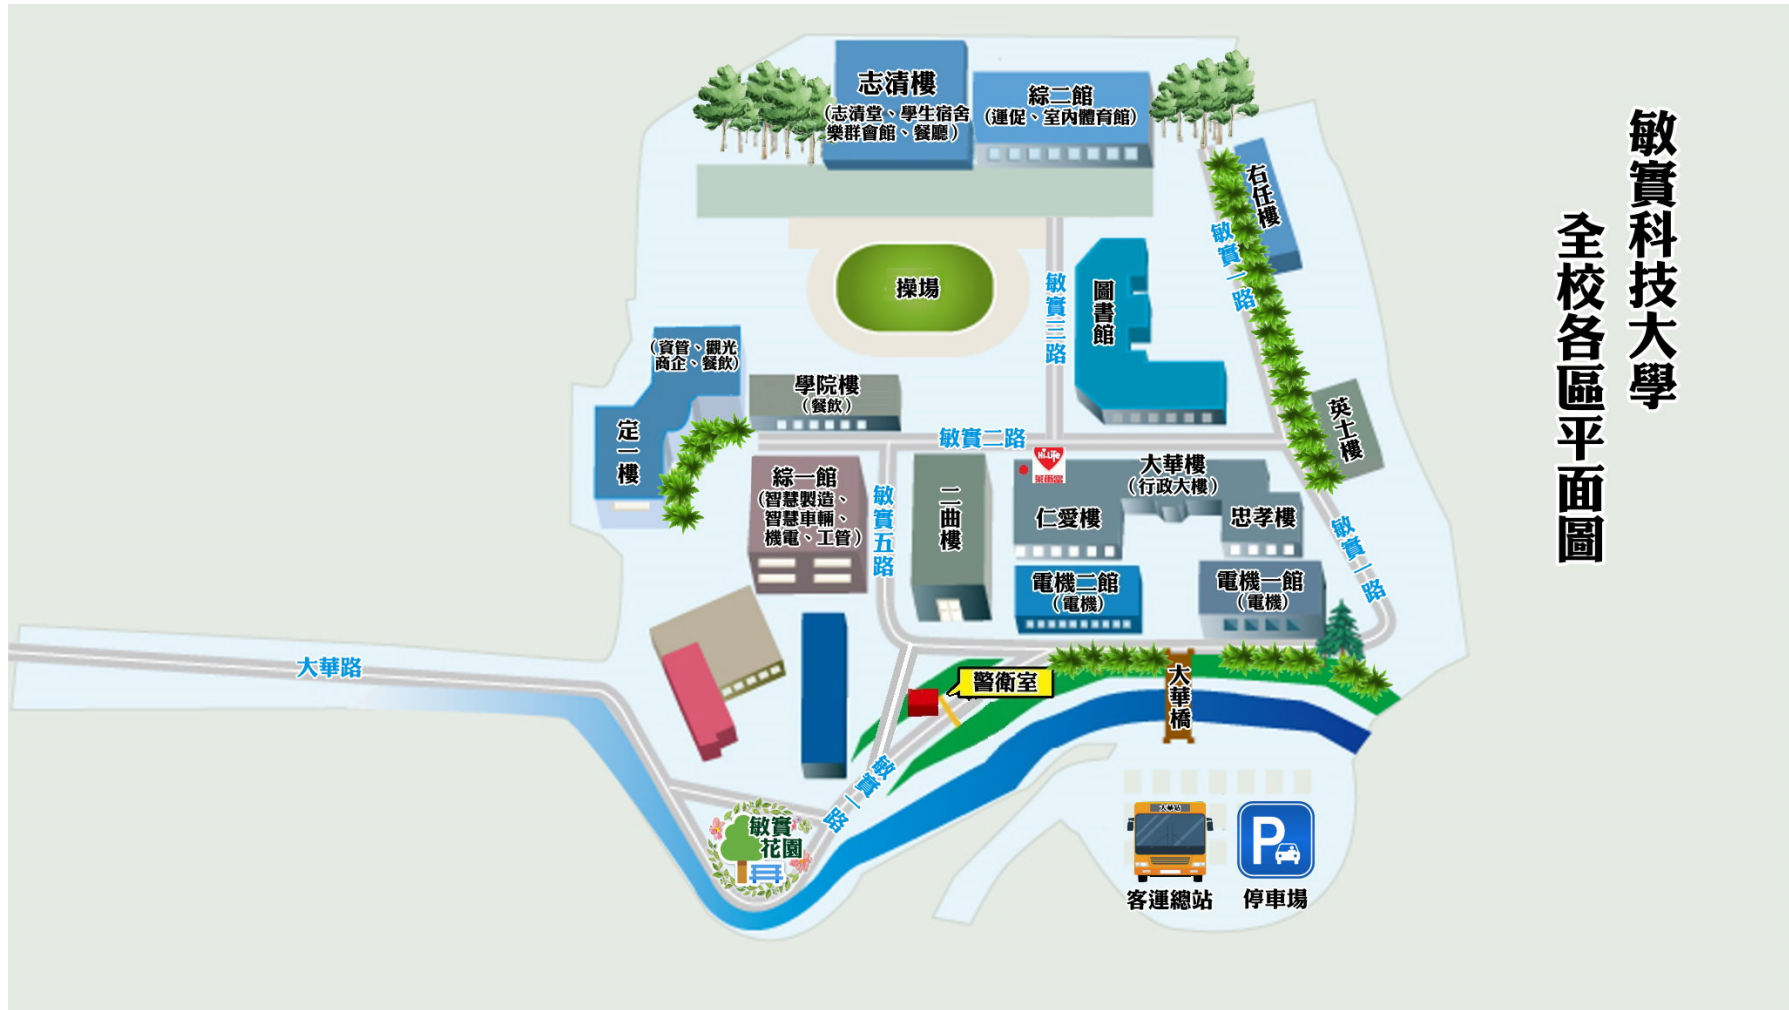 敏實科技大學
全校各區平面圖
志清樓
(志清堂、學生宿舍
樂群會館、餐廳)
綜二館
(運促、室內體育館)
右任樓
敏實一路
操場
敏實三路
圖書館
(資管、觀光
商企、餐飲)
定一樓
學院樓
(餐飲)
敏實二路
英士樓
綜一館
(智慧製造、
智慧車輛、
機電、工管)
敏實五路
二曲樓
Hi-Life
萊爾富
大華樓
(行政大樓)
仁愛樓
忠孝樓
敏實一路
電機二館
(電機)
電機一館
(電機)
大華路
警衛室
大華橋
敏實一路
敏實
花園
大華站
客運總站
P
停車場